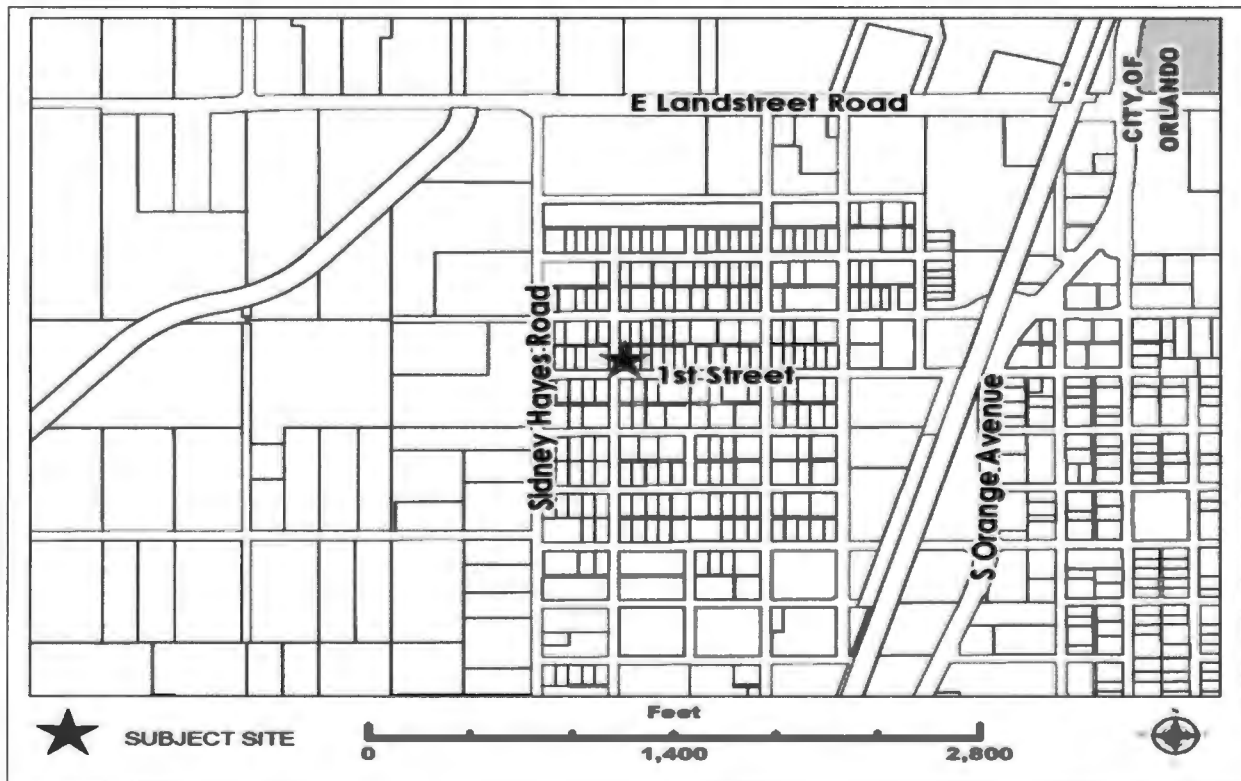 E Landstreet Road
CITY OF
ORLANDO
Sidney Hayes Road
1st Street
S Orange Avenue
SUBJECT SITE
Feet
0
1,400
2,800